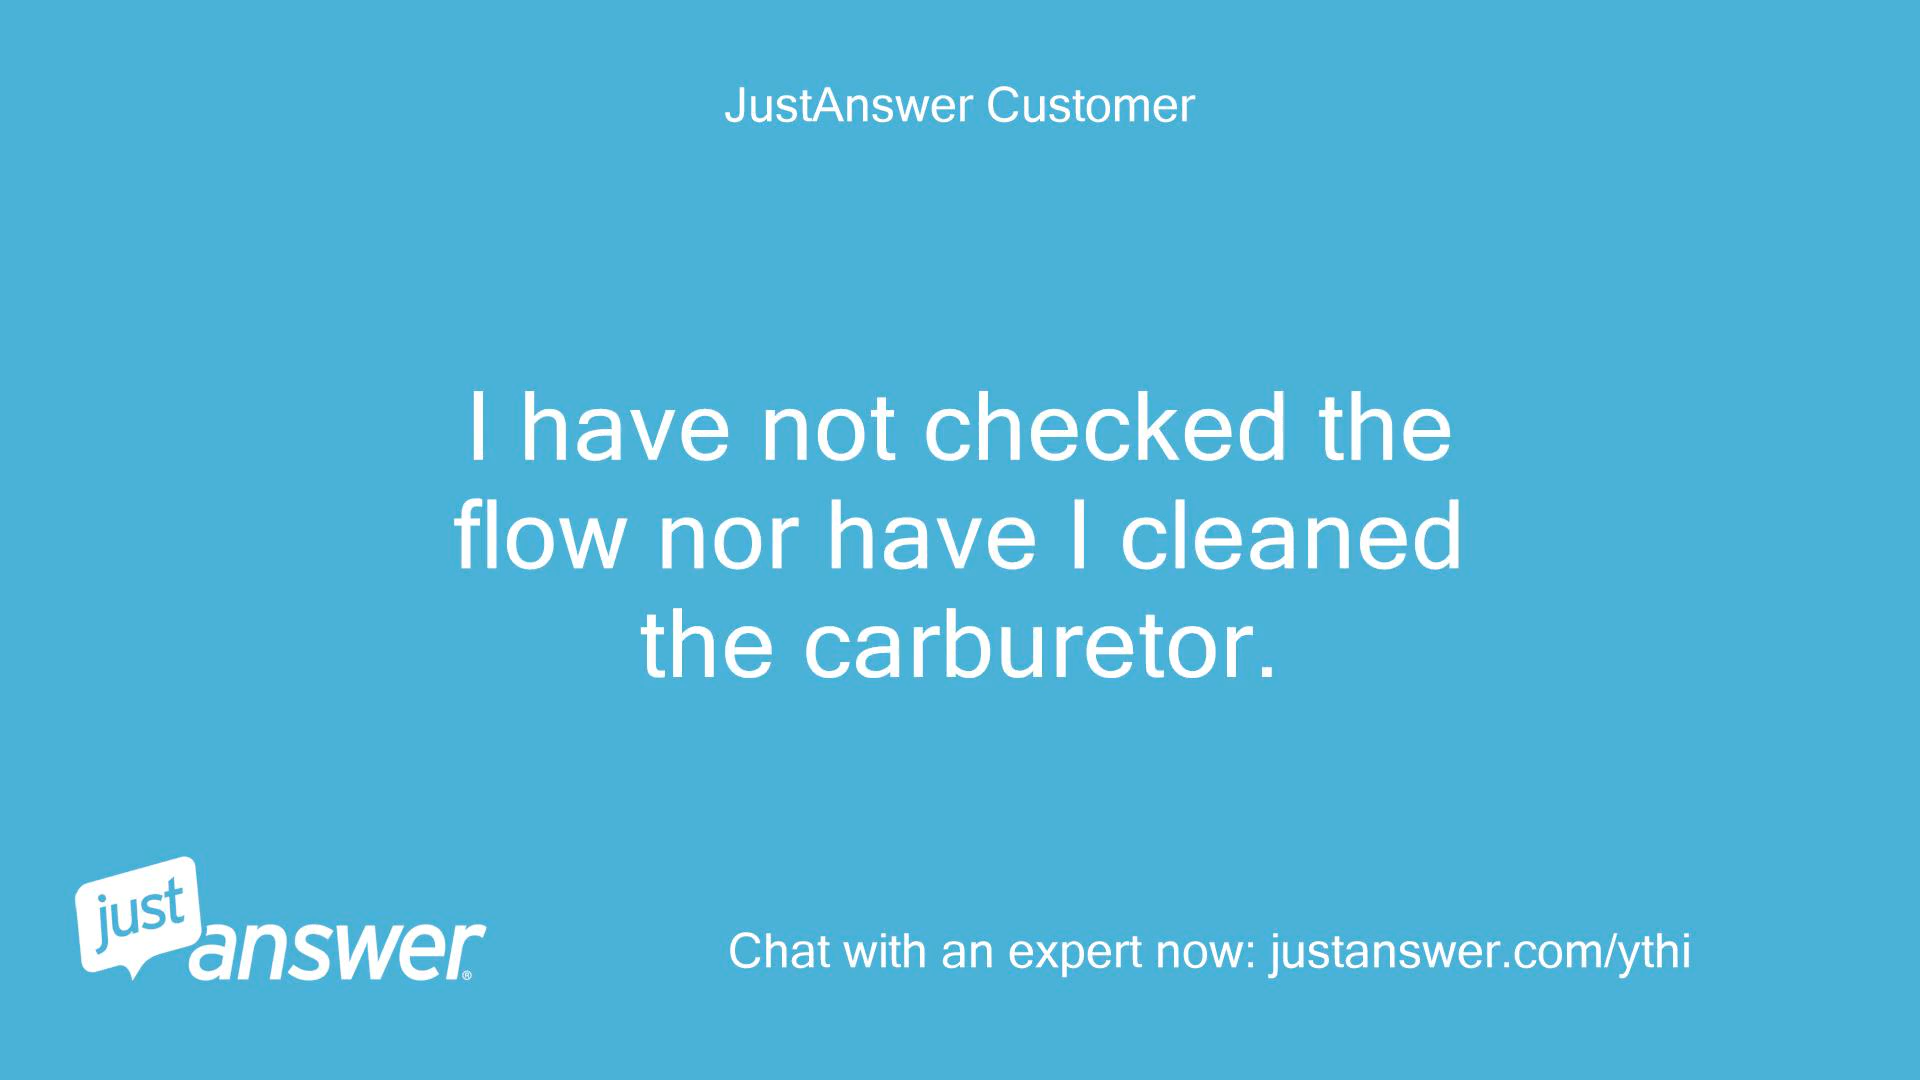 JustAnswer Customer
I have not checked the
flow nor have I cleaned
the carburetor.
just
answer®
Chat with an expert now: justanswer.com/ythi